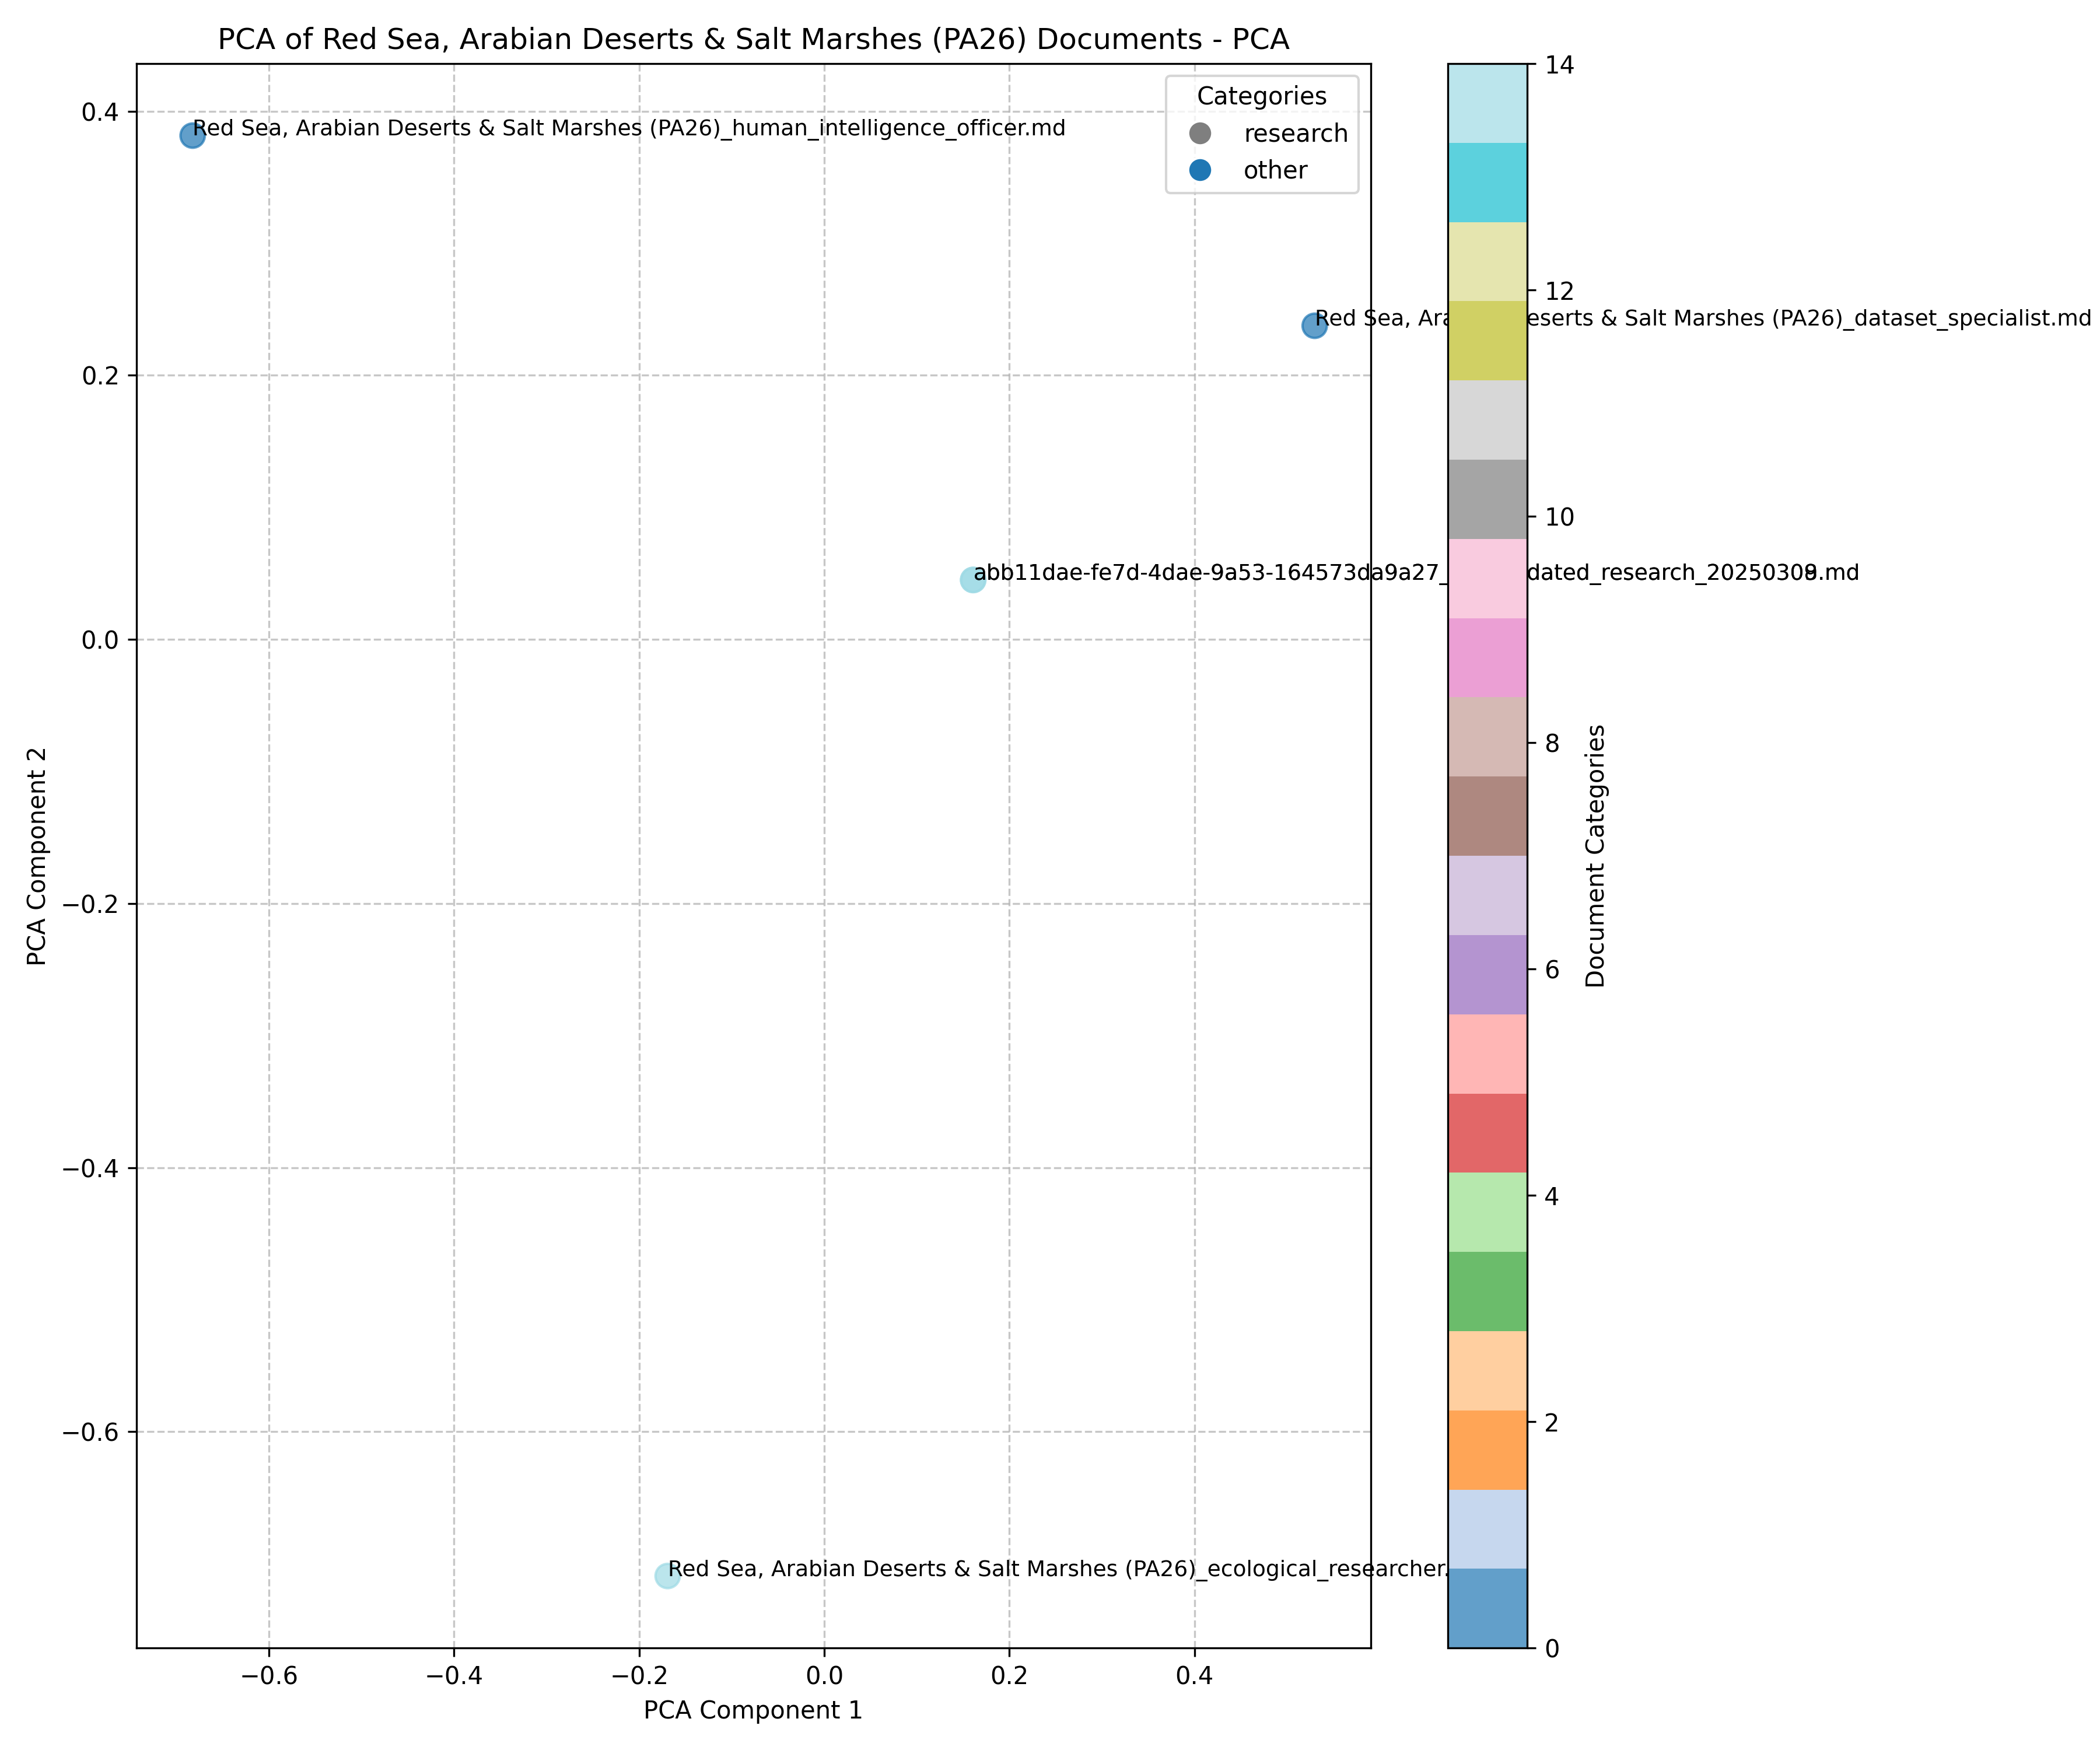 PCA of Red Sea, Arabian Deserts & Salt Marshes (PA26) Documents - PCA
Categories
research
other
Red Sea, Arabian Deserts & Salt Marshes (PA26)_human_intelligence_officer.md
Red Sea, Ara eserts & Salt Marshes (PA26)_dataset_specialist.md
abb11dae-fe7d-4dae-9a53-164573da9a27_ dated_research_2025030
Red Sea, Arabian Deserts & Salt Marshes (PA26)_ecological_researcher.
0.4
0.2
0.0
−0.2
−0.4
−0.6
PCA Component 2
−0.6 −0.4 −0.2 0.0 0.2 0.4
PCA Component 1
14
12
10
8
6
4
2
0
Document Categories